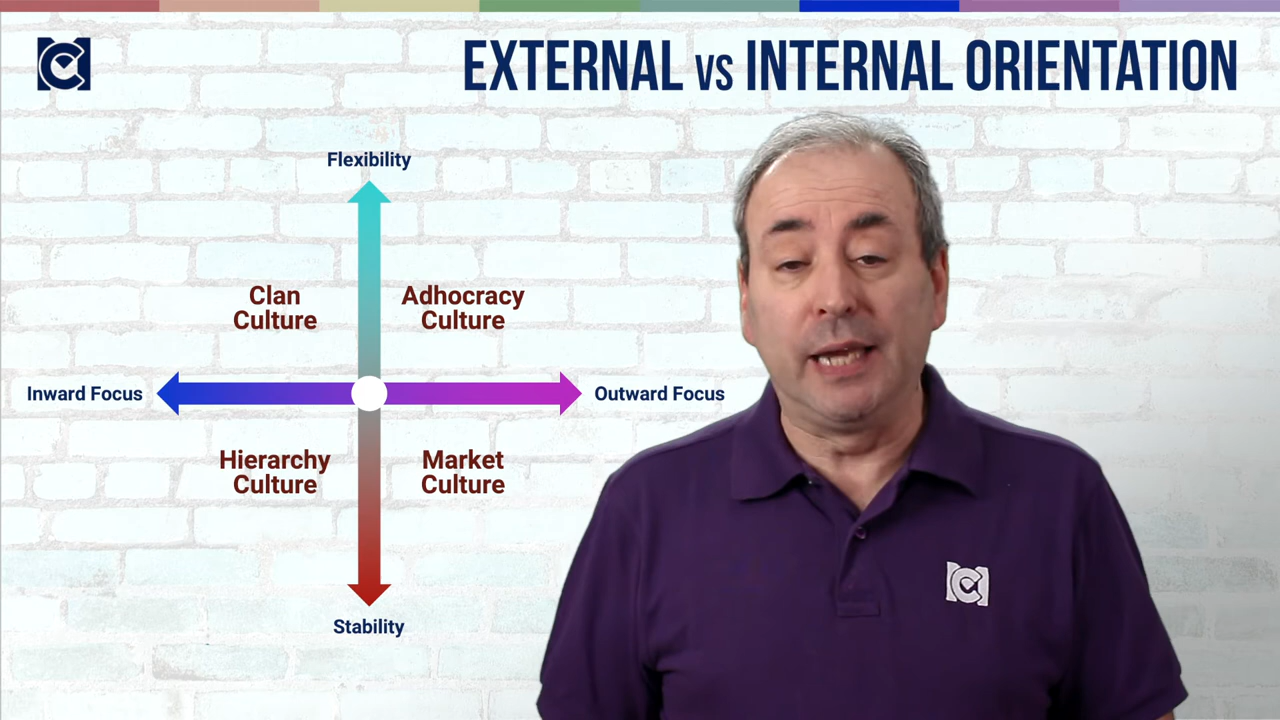 EXTERNAL VS INTERNAL ORIENTATION
Flexibility
Clan
Culture
Adhocracy
Culture
Inward Focus
Outward Focus
Hierarchy
Culture
Market
Culture
Stability